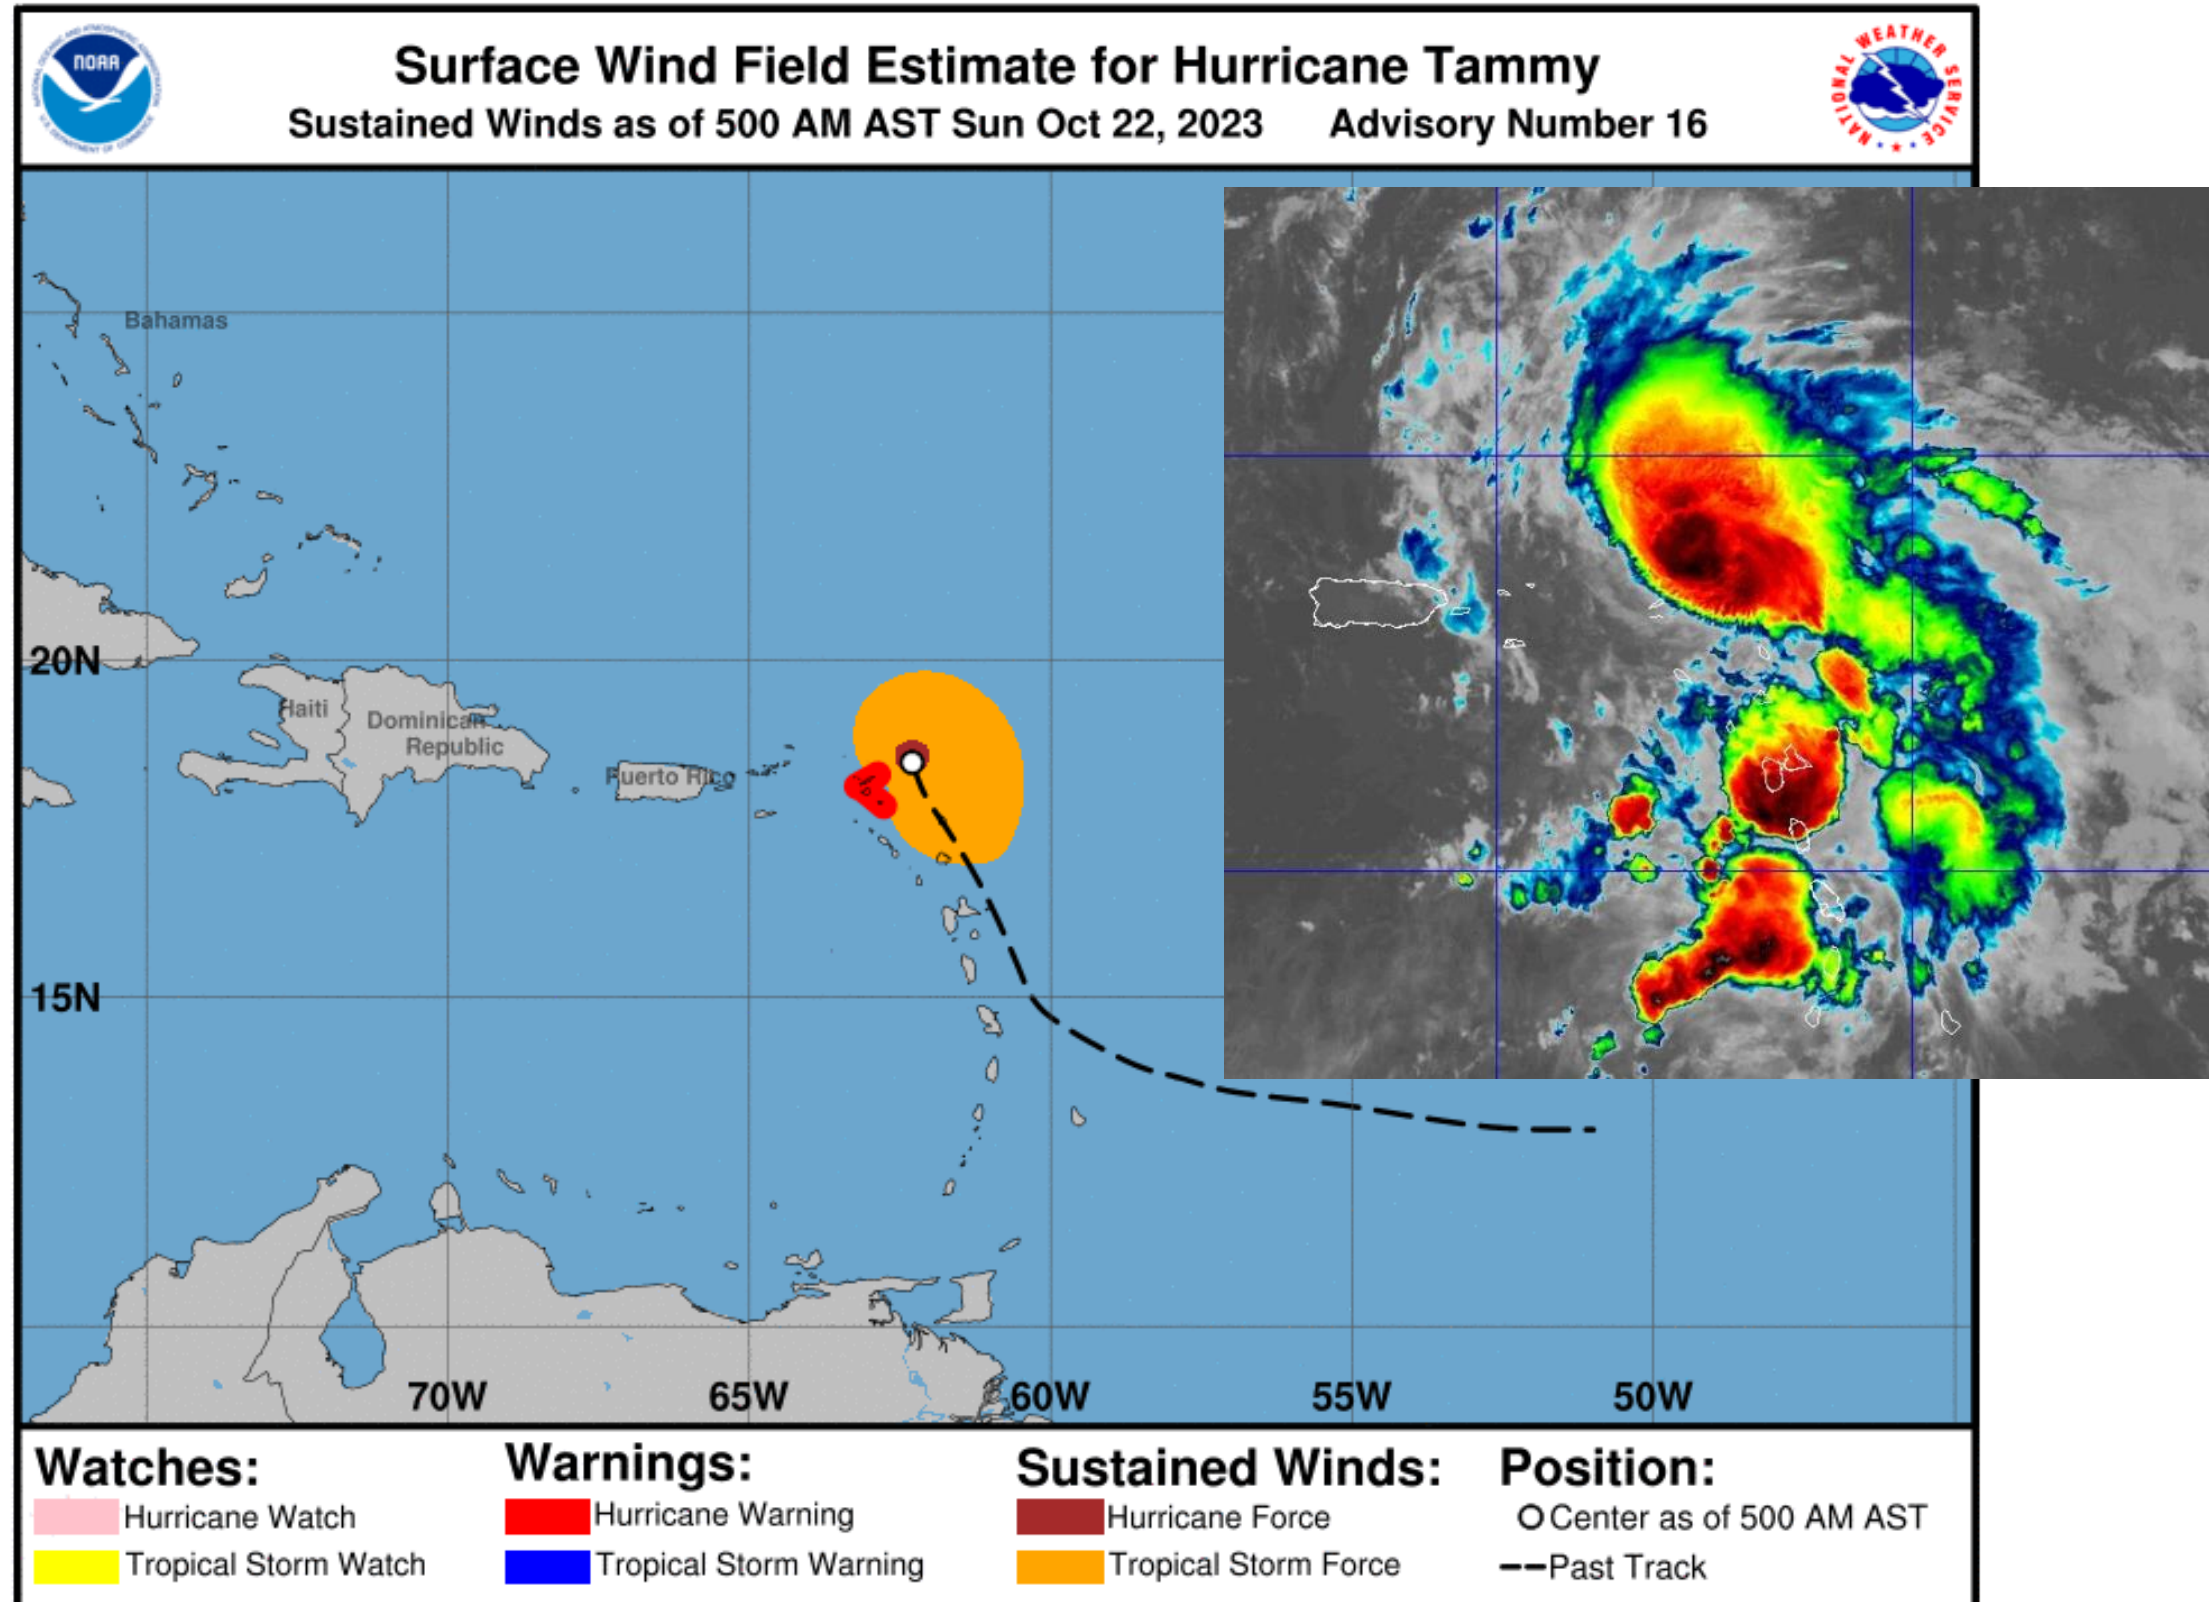 NOAA
NATIONAL WEATHER SERVICE
Surface Wind Field Estimate for Hurricane Tammy
Sustained Winds as of 500 AM AST Sun Oct 22, 2023 Advisory Number 16
Bahamas
20N
Haiti
Dominican
Republic
Puerto Rico
15N
70W 65W 60W 55W 50W
Watches:
Hurricane Watch
Tropical Storm Watch
Warnings:
Hurricane Warning
Tropical Storm Warning
Sustained Winds:
Hurricane Force
Tropical Storm Force
Position:
Center as of 500 AM AST
Past Track